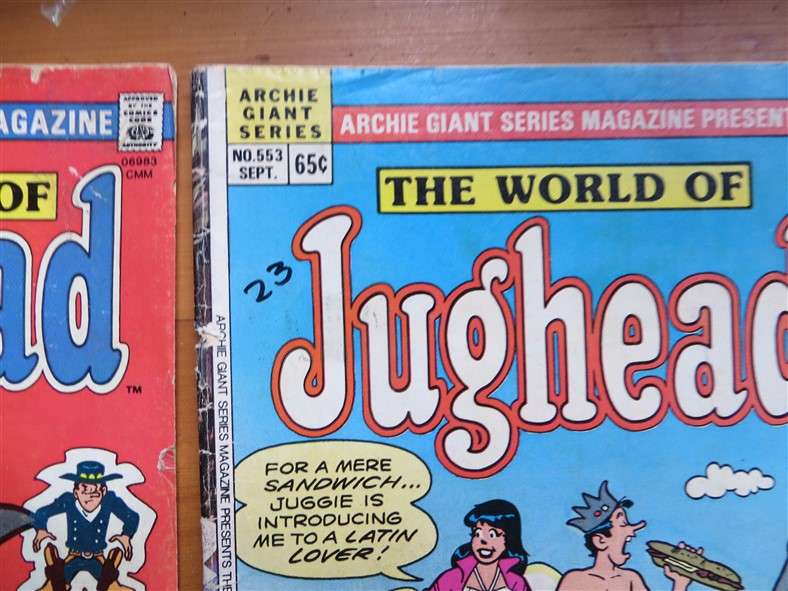 AGAZINE
APPROVED
BY THE
COMICS
CODE
AUTHORITY
06983
CMM
OF
ad
TM
ARCHIE
GIANT
SERIES
NO.553
SEPT.
65¢
ARCHIE GIANT SERIES MAGAZINE PRESENT
THE WORLD OF
23
Jughead
ARCHIE GIANT SERIES MAGAZINE PRESENTS THE
FOR A MERE
SANDWICH...
JUGGIE IS
INTRODUCING
ME TO A LATIN
LOVER!